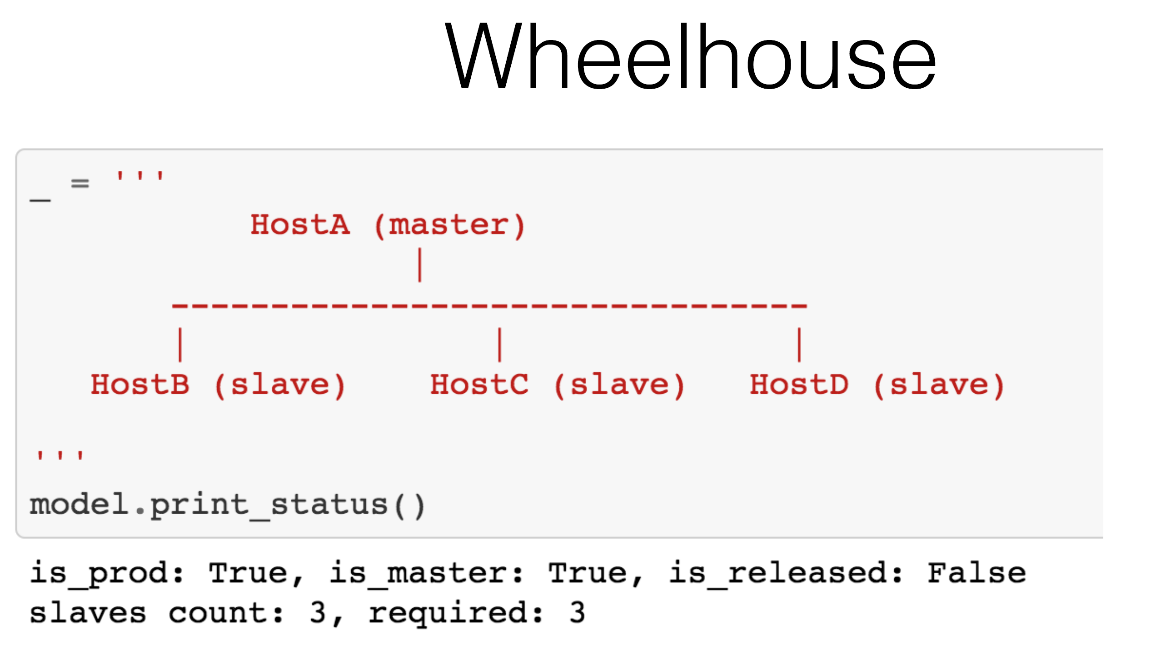 Wheelhouse
_ = '''
HostA (master)
|
--------------------------------
| | |
HostB (slave) HostC (slave) HostD (slave)
'''
model.print_status()
is_prod: True, is_master: True, is_released: False
slaves count: 3, required: 3